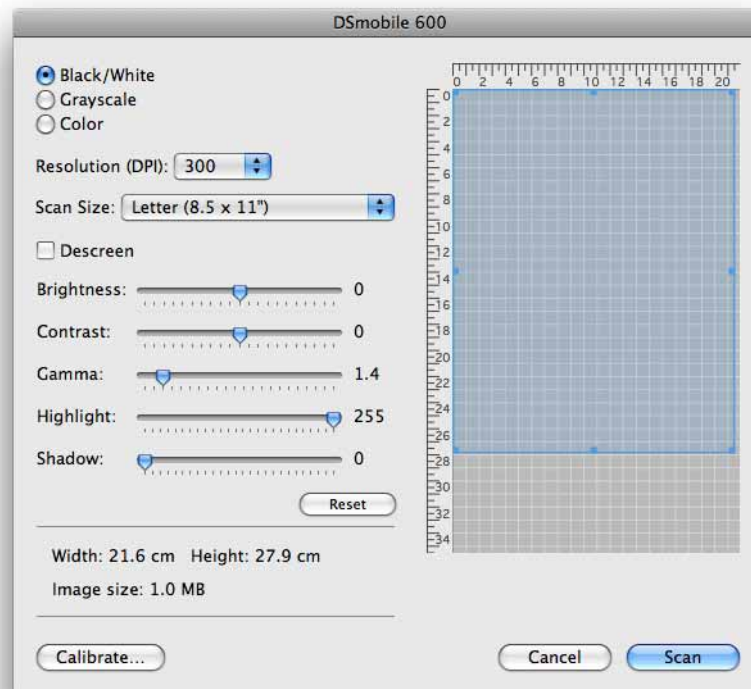 DSmobile 600
Black/White
Grayscale
Color
Resolution (DPI): 300
Scan Size: Letter (8.5 x 11")
Descreen
Brightness: 0
Contrast: 0
Gamma: 1.4
Highlight: 255
Shadow: 0
Reset
Width: 21.6 cm Height: 27.9 cm
Image size: 1.0 MB
Calibrate...
0 2 4 6 8 10 12 14 16 18 20
0
2
4
6
8
10
12
14
16
18
20
22
24
26
28
30
32
34
Cancel Scan